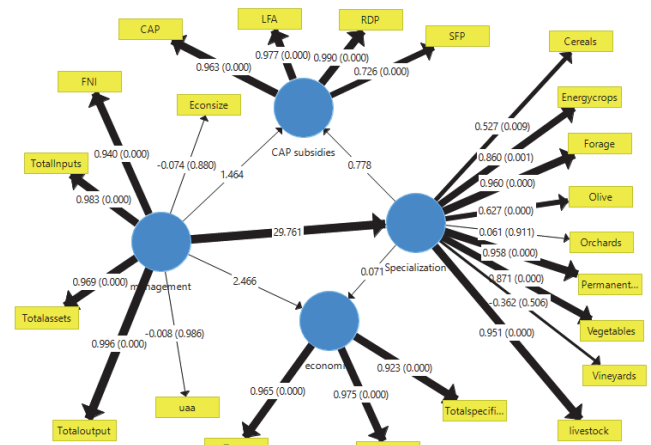 LFA
RDP
CAP
SFP
Cereals
0.977 (0.000)
0.990 (0.000)
0.963 (0.000)
0.726 (0.000)
FNI
Econsize
Energycrops
CAP subsidies
0.527 (0.009)
0.860 (0.001)
Forage
0.940 (0.000)
-0.074 (0.880)
1.464
0.778
0.960 (0.000)
TotalInputs
0.983 (0.000)
Olive
0.627 (0.000)
29.761
0.061 (0.911)
Orchards
0.958 (0.000)
management
Specialization
0.969 (0.000)
2.466
0.071
0.871 (0.000)
Permanent...
-0.362 (0.506)
Totalassets
0.951 (0.000)
Vegetables
0.996 (0.000)
-0.008 (0.986)
economi
0.923 (0.000)
Vineyards
0.965 (0.000)
0.975 (0.000)
uaa
Totalspecifi...
Totaloutput
livestock